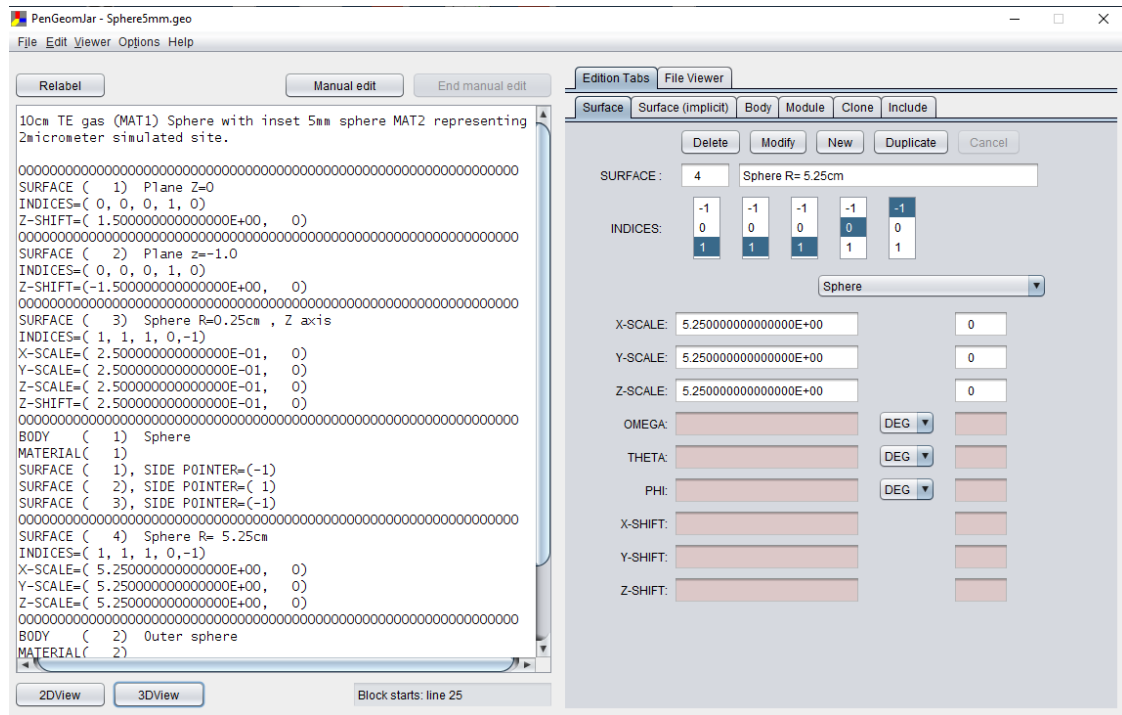 PenGeomJar - Sphere5mm.geo
File Edit Viewer Options Help
Relabel Manual edit End manual edit
10cm TE gas (MAT1) Sphere with inset 5mm sphere MAT2 representing
2micrometer simulated site.
0000000000000000000000000000000000000000000000000000000000000000
SURFACE (   1)  Plane Z=0
INDICES=( 0, 0, 0, 1, 0)
Z-SHIFT=( 1.500000000000000E+00,   0)
0000000000000000000000000000000000000000000000000000000000000000
SURFACE (   2)  Plane z=-1.0
INDICES=( 0, 0, 0, 1, 0)
Z-SHIFT=(-1.500000000000000E+00,   0)
0000000000000000000000000000000000000000000000000000000000000000
SURFACE (   3)  Sphere R=0.25cm , Z axis
INDICES=( 1, 1, 1, 0,-1)
X-SCALE=( 2.500000000000000E-01,   0)
Y-SCALE=( 2.500000000000000E-01,   0)
Z-SCALE=( 2.500000000000000E-01,   0)
Z-SHIFT=( 2.500000000000000E-01,   0)
0000000000000000000000000000000000000000000000000000000000000000
BODY    (   1)  Sphere
MATERIAL(   1)
SURFACE (   1), SIDE POINTER=(-1)
SURFACE (   2), SIDE POINTER=( 1)
SURFACE (   3), SIDE POINTER=(-1)
0000000000000000000000000000000000000000000000000000000000000000
SURFACE (   4)  Sphere R= 5.25cm
INDICES=( 1, 1, 1, 0,-1)
X-SCALE=( 5.250000000000000E+00,   0)
Y-SCALE=( 5.250000000000000E+00,   0)
Z-SCALE=( 5.250000000000000E+00,   0)
0000000000000000000000000000000000000000000000000000000000000000
BODY    (   2)  Outer sphere
MATERIAL(   2)
2DView 3DView Block starts: line 25
Edition Tabs File Viewer
Surface Surface (implicit) Body Module Clone Include
Delete Modify New Duplicate Cancel
SURFACE : 4 Sphere R= 5.25cm
-1 -1 -1 -1 -1
INDICES: 0 0 0 0 0
1 1 1 1 1
Sphere
X-SCALE: 5.250000000000000E+00 0
Y-SCALE: 5.250000000000000E+00 0
Z-SCALE: 5.250000000000000E+00 0
OMEGA: DEG
THETA: DEG
PHI: DEG
X-SHIFT:
Y-SHIFT:
Z-SHIFT: